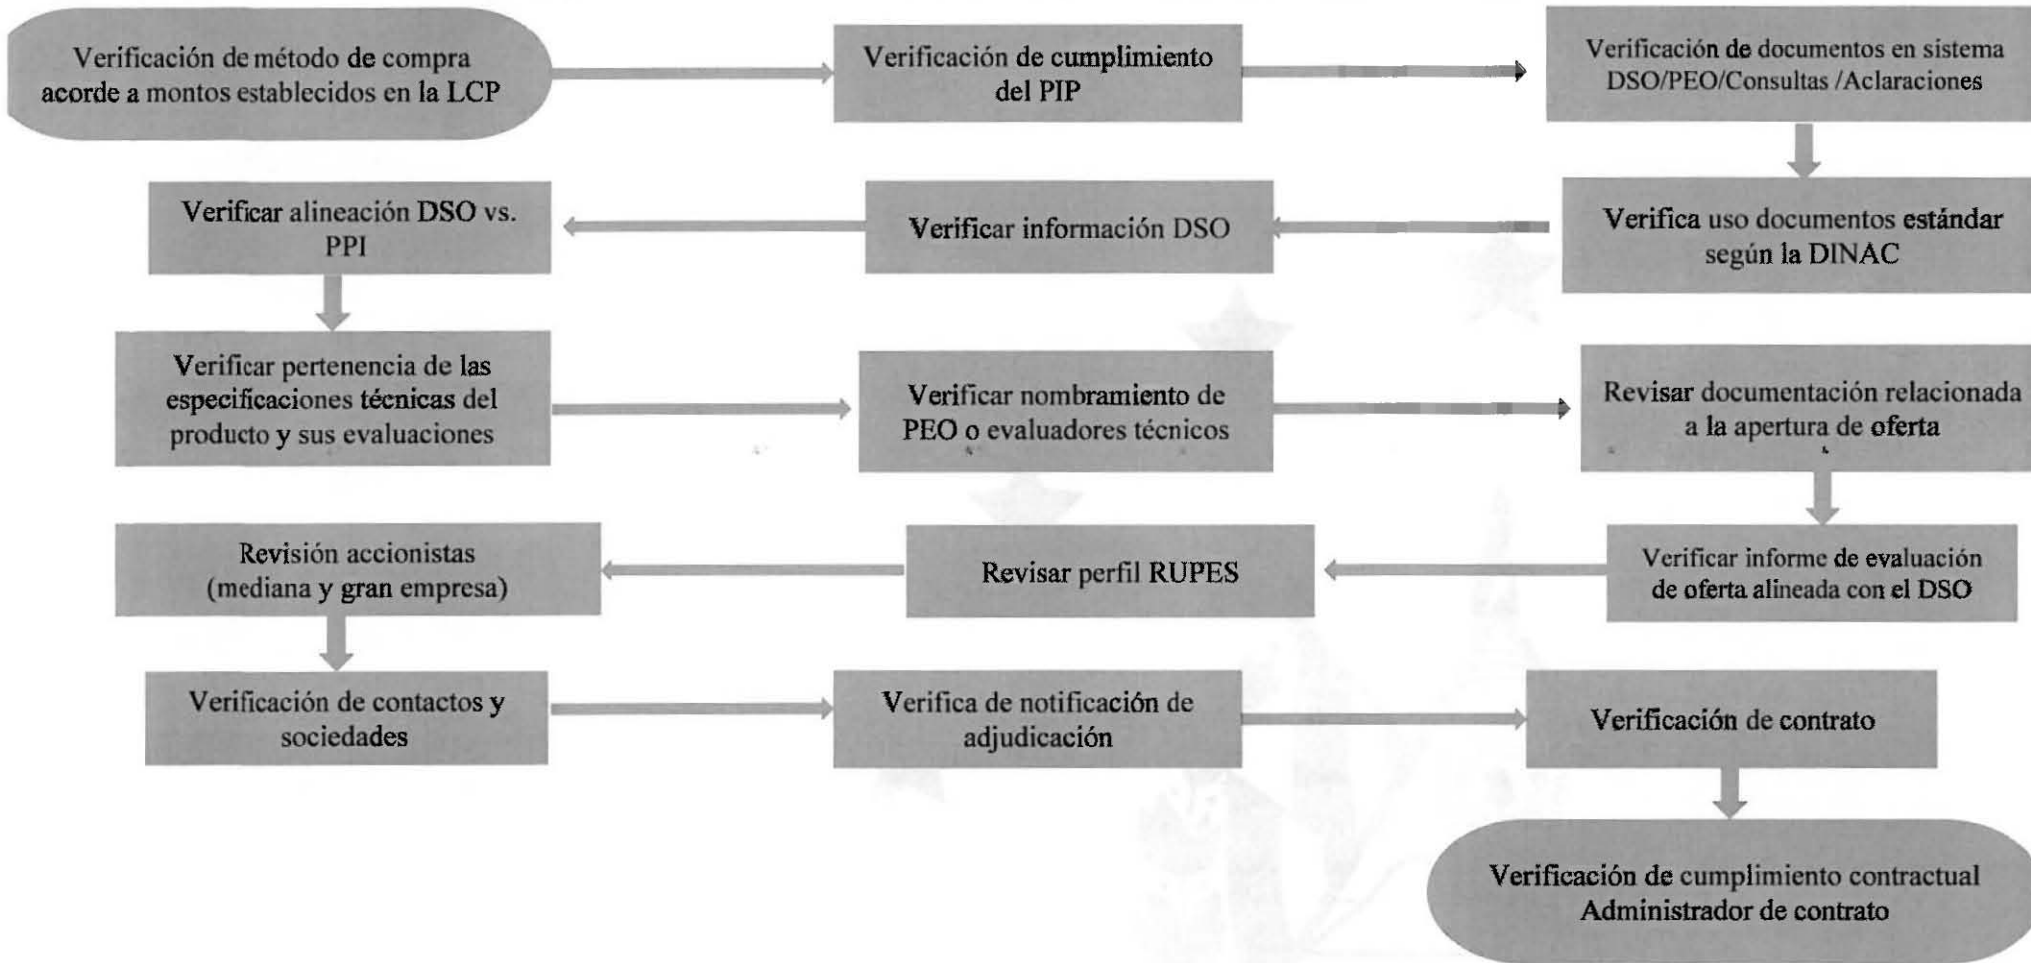 Verificación de método de compra
acorde a montos establecidos en la LCP
Verificación de cumplimiento
del PIP
Verificación de documentos en sistema
DSO/PEO/Consultas /Aclaraciones
Verifica uso documentos estándar
según la DINAC
Verificar información DSO
Verificar alineación DSO vs.
PPI
Verificar pertenencia de las
especificaciones técnicas del
producto y sus evaluaciones
Verificar nombramiento de
PEO o evaluadores técnicos
Revisar documentación relacionada
a la apertura de oferta
Verificar informe de evaluación
de oferta alineada con el DSO
Revisar perfil RUPES
Revisión accionistas
(mediana y gran empresa)
Verificación de contactos y
sociedades
Verifica de notificación de
adjudicación
Verificación de contrato
Verificación de cumplimiento contractual
Administrador de contrato